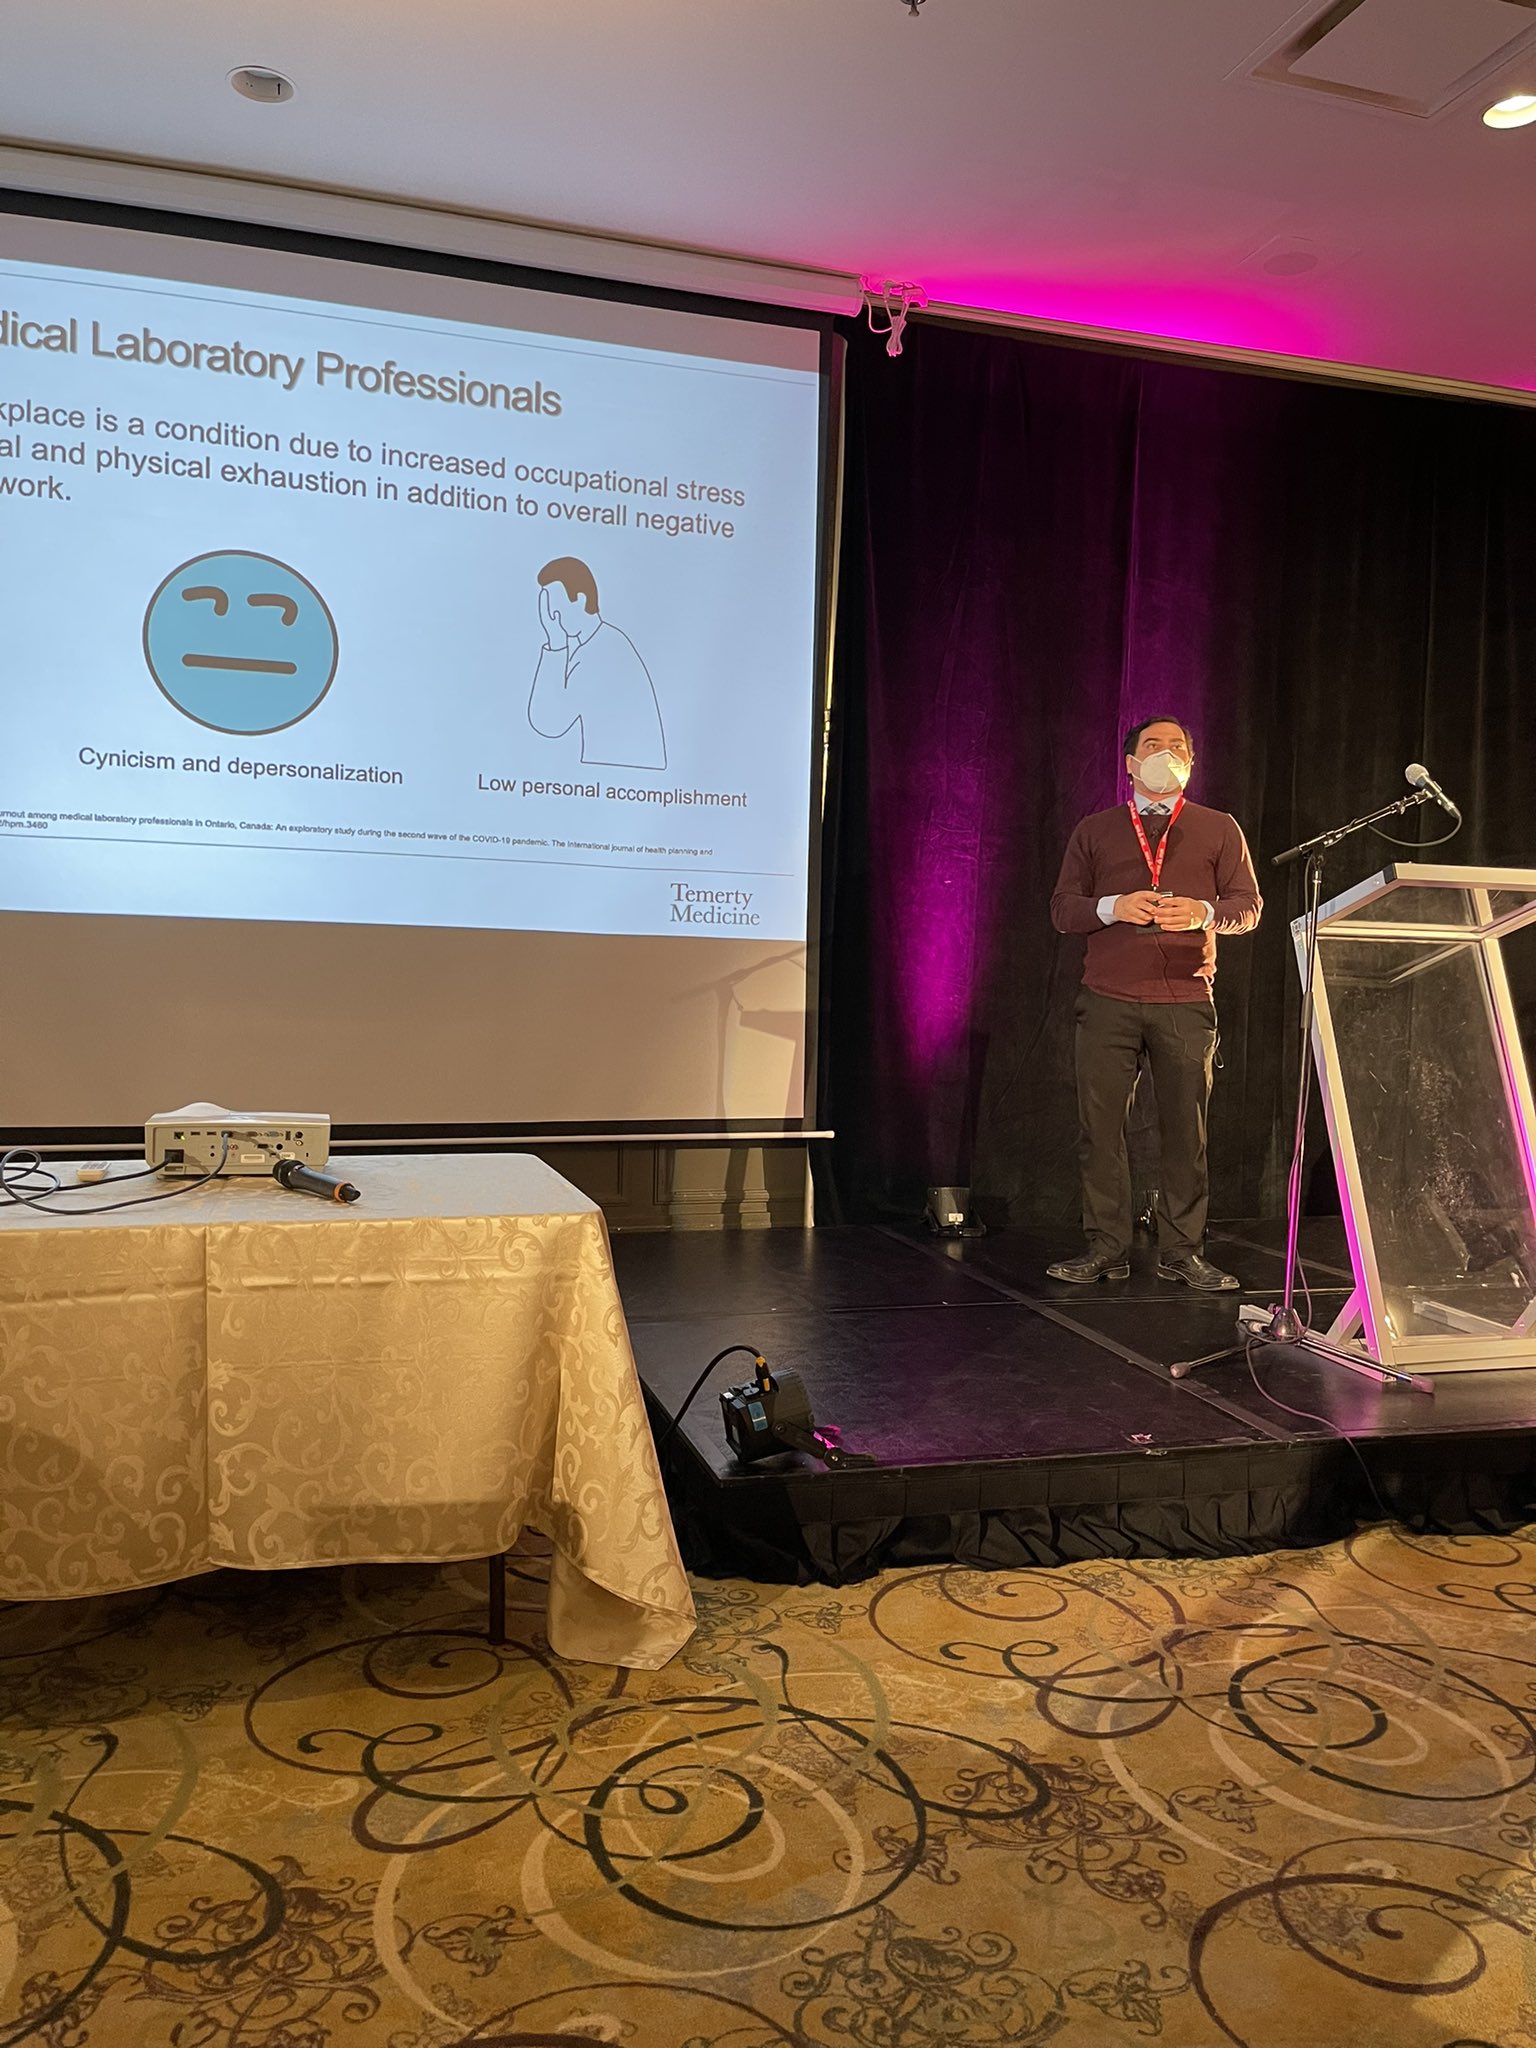 dical Laboratory Professionals
kplace is a condition due to increased occupational stress
al and physical exhaustion in addition to overall negative
work.
Cynicism and depersonalization
Low personal accomplishment
urnout among medical laboratory professionals in Ontario, Canada: An exploratory study during the second wave of the COVID-19 pandemic. The International journal of health planning and
/hpm.3460
Temerty
Medicine